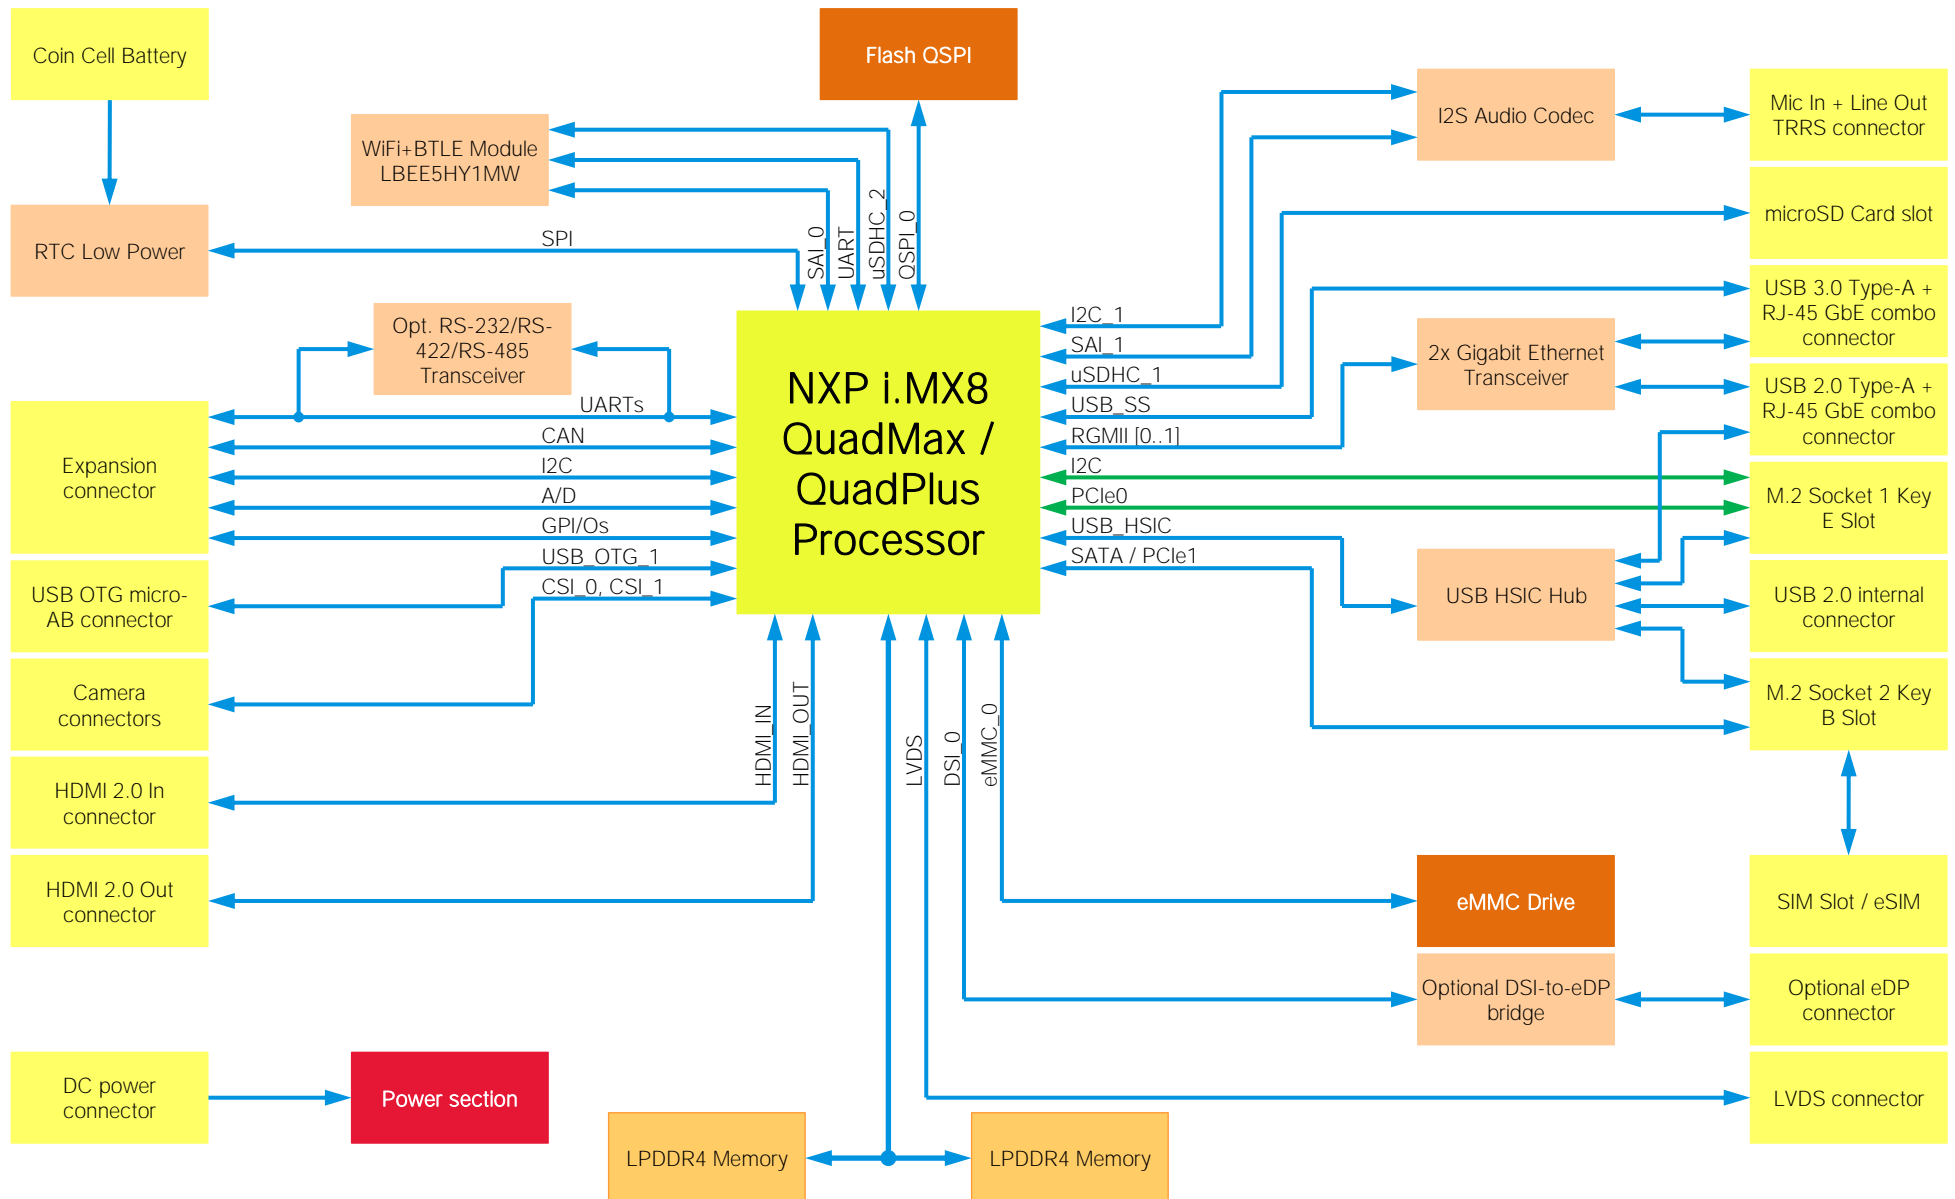 Coin Cell Battery
Flash QSPI
I2S Audio Codec
Mic In + Line Out
TRRS connector
WiFi+BTLE Module
LBEE5HY1MW
microSD Card slot
RTC Low Power
SPI
SAI_0
UART
uSDHC_2
QSPI_0
USB 3.0 Type-A +
RJ-45 GbE combo
connector
Opt. RS-232/RS-
422/RS-485
Transceiver
2x Gigabit Ethernet
Transceiver
USB 2.0 Type-A +
RJ-45 GbE combo
connector
NXP i.MX8
QuadMax /
QuadPlus
Processor
I2C_1
SAI_1
uSDHC_1
USB_SS
RGMII [0..1]
I2C
PCIe0
USB_HSIC
SATA / PCIe1
UARTs
CAN
I2C
A/D
GPI/Os
USB_OTG_1
CSI_0, CSI_1
Expansion
connector
M.2 Socket 1 Key
E Slot
USB OTG micro-
AB connector
USB HSIC Hub
USB 2.0 internal
connector
Camera
connectors
M.2 Socket 2 Key
B Slot
HDMI_IN
HDMI_OUT
LVDS
DSI_0
eMMC_0
HDMI 2.0 In
connector
HDMI 2.0 Out
connector
eMMC Drive
SIM Slot / eSIM
Optional DSI-to-eDP
bridge
Optional eDP
connector
DC power
connector
Power section
LVDS connector
LPDDR4 Memory
LPDDR4 Memory